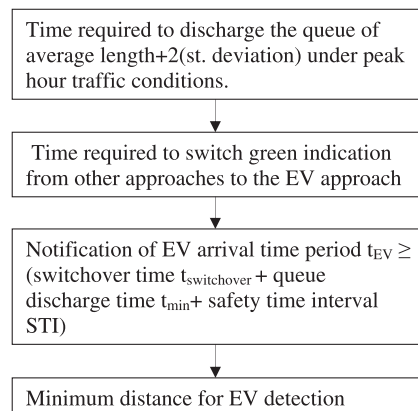 Time required to discharge the queue of
average length+2(st. deviation) under peak
hour traffic conditions.
Time required to switch green indication
from other approaches to the EV approach
Notification of EV arrival time period tEV ≥
(switchover time tswitchover + queue
discharge time tmin+ safety time interval
STI)
Minimum distance for EV detection